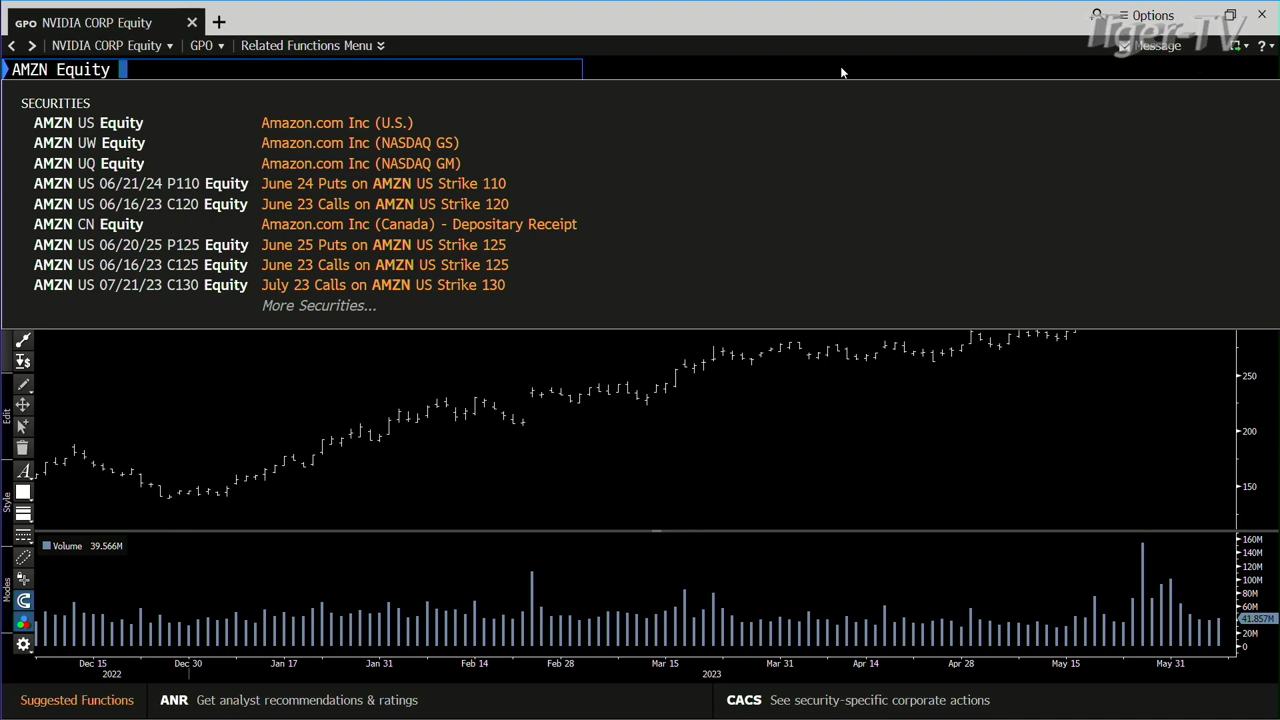 GPO NVIDIA CORP Equity
Options
NVIDIA CORP Equity GPO Related Functions Menu
Message
Tiger-TV
AMZN Equity
SECURITIES
AMZN US Equity Amazon.com Inc (U.S.)
AMZN UW Equity Amazon.com Inc (NASDAQ GS)
AMZN UQ Equity Amazon.com Inc (NASDAQ GM)
AMZN US 06/21/24 P110 Equity June 24 Puts on AMZN US Strike 110
AMZN US 06/16/23 C120 Equity June 23 Calls on AMZN US Strike 120
AMZN CN Equity Amazon.com Inc (Canada) - Depositary Receipt
AMZN US 06/20/25 P125 Equity June 25 Puts on AMZN US Strike 125
AMZN US 06/16/23 C125 Equity June 23 Calls on AMZN US Strike 125
AMZN US 07/21/23 C130 Equity July 23 Calls on AMZN US Strike 130
More Securities...
250
Edit
200
Style
150
Volume 39.566M
160M
140M
120M
100M
Modes
80M
60M
41.857M
20M
0
Dec 15 Dec 30 Jan 17 Jan 31 Feb 14 Feb 28 Mar 15 Mar 31 Apr 14 Apr 28 May 15 May 31
2022 2023
Suggested Functions ANR Get analyst recommendations & ratings CACS See security-specific corporate actions